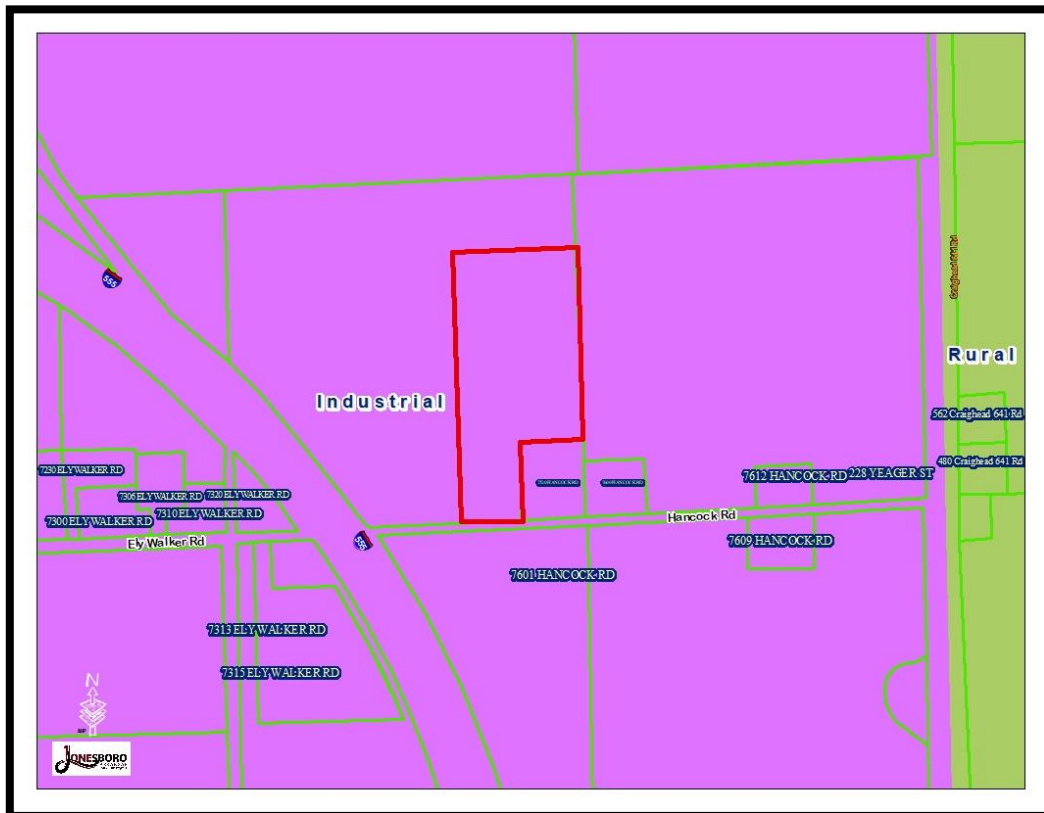 555
Craighead 641 Rd
Rural
Industrial
562 Craighead 641 Rd
7230 ELY WALKER RD
480 Craighead 641 Rd
7612 HANCOCK RD
228 YEAGER ST
7306 ELY WALKER RD
7320 ELY WALKER RD
7310 ELY WALKER RD
7300 ELY WALKER RD
Hancock Rd
Ely Walker Rd
555
7609 HANCOCK RD
7601 HANCOCK RD
7313 ELY WALKER RD
7315 ELY WALKER RD
N
JONESBORO